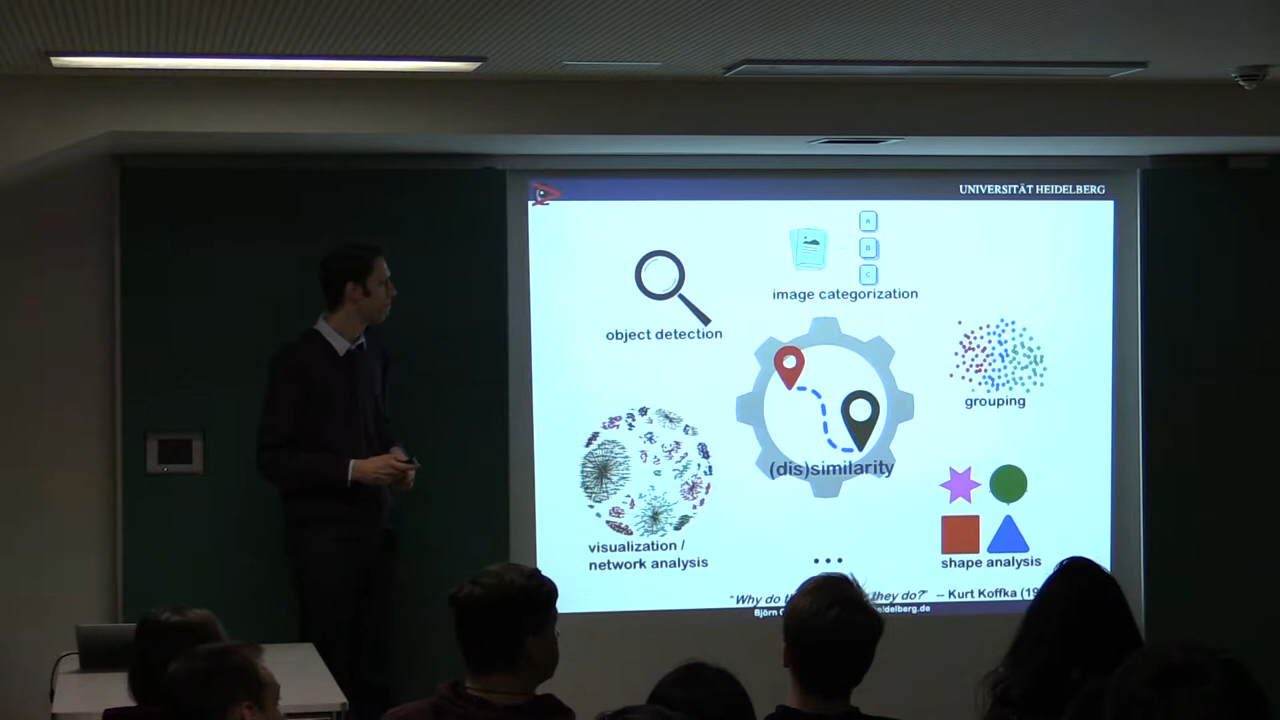 UNIVERSITÄT HEIDELBERG
A
B
C
image categorization
object detection
grouping
(dis)similarity
visualization /
network analysis
shape analysis
...
"Why do they do?" -- Kurt Koffka
Björn